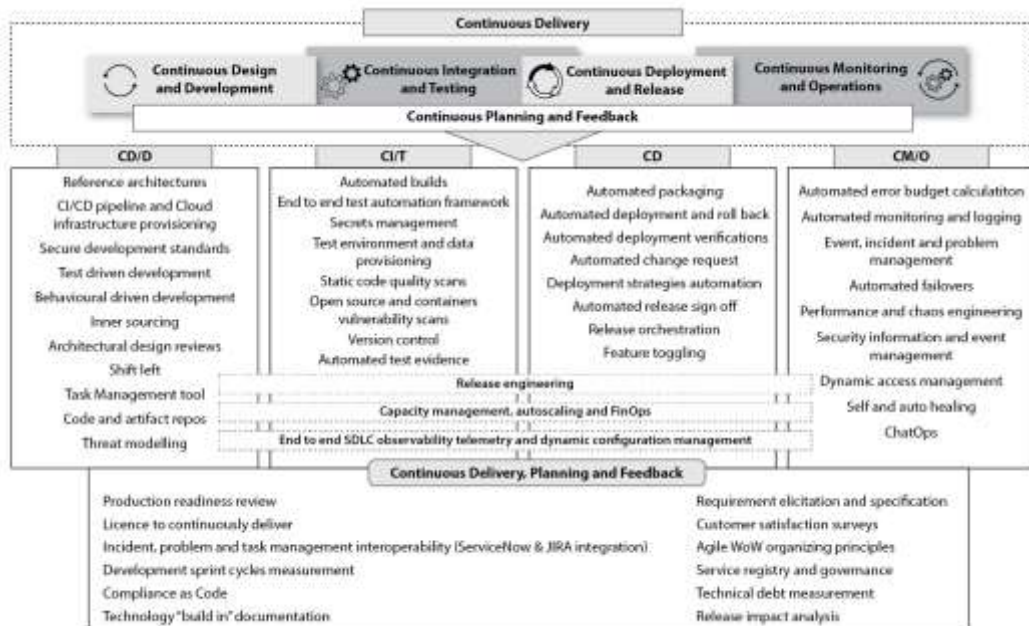 Continuous Delivery
Continuous Design
and Development
Continuous Integration
and Testing
Continuous Deployment
and Release
Continuous Monitoring
and Operations
Continuous Planning and Feedback
CD/D
Reference architectures
CI/CD pipeline and Cloud
infrastructure provisioning
Secure development standards
Test driven development
Behavioural driven development
Inner sourcing
Architectural design reviews
Shift left
Task Management tool
Code and artifact repos
Threat modelling
CI/T
Automated builds
End to end test automation framework
Secrets management
Test environment and data
provisioning
Static code quality scans
Open source and containers
vulnerability scans
Version control
Automated test evidence
CD
Automated packaging
Automated deployment and roll back
Automated deployment verifications
Automated change request
Deployment strategies automation
Automated release sign off
Release orchestration
Feature toggling
CM/O
Automated error budget calculatiton
Automated monitoring and logging
Event, incident and problem
management
Automated failovers
Performance and chaos engineering
Security information and event
management
Dynamic access management
Self and auto healing
ChatOps
Release engineering
Capacity management, autoscaling and FinOps
End to end SDLC observability telemetry and dynamic configuration management
Continuous Delivery, Planning and Feedback
Production readiness review
Licence to continuously deliver
Incident, problem and task management interoperability (ServiceNow & JIRA integration)
Development sprint cycles measurement
Compliance as Code
Technology "build in" documentation
Requirement elicitation and specification
Customer satisfaction surveys
Agile WoW organizing principles
Service registry and governance
Technical debt measurement
Release impact analysis